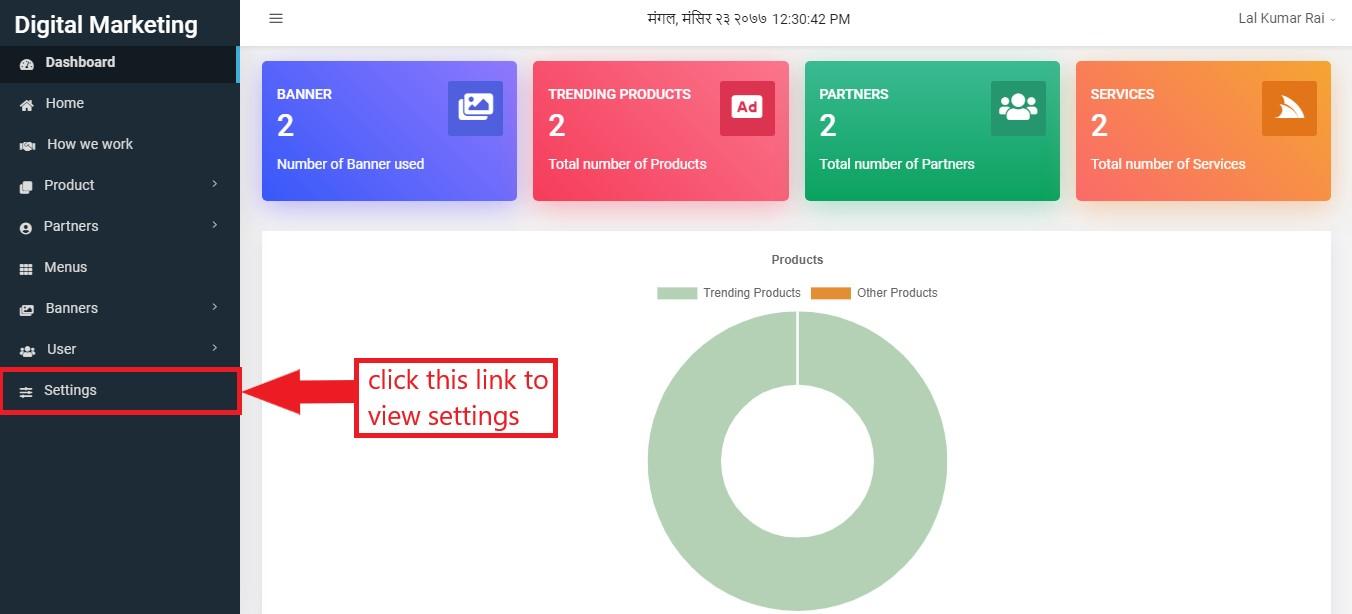 Digital Marketing
मंगल, मंसिर २३ २०७७ 12:30:42 PM
Lal Kumar Rai
Dashboard
Home
How we work
Product
Partners
Menus
Banners
User
Settings
BANNER
2
Number of Banner used
TRENDING PRODUCTS
2
Total number of Products
Ad
PARTNERS
2
Total number of Partners
SERVICES
2
Total number of Services
Products
Trending Products
Other Products
click this link to
view settings